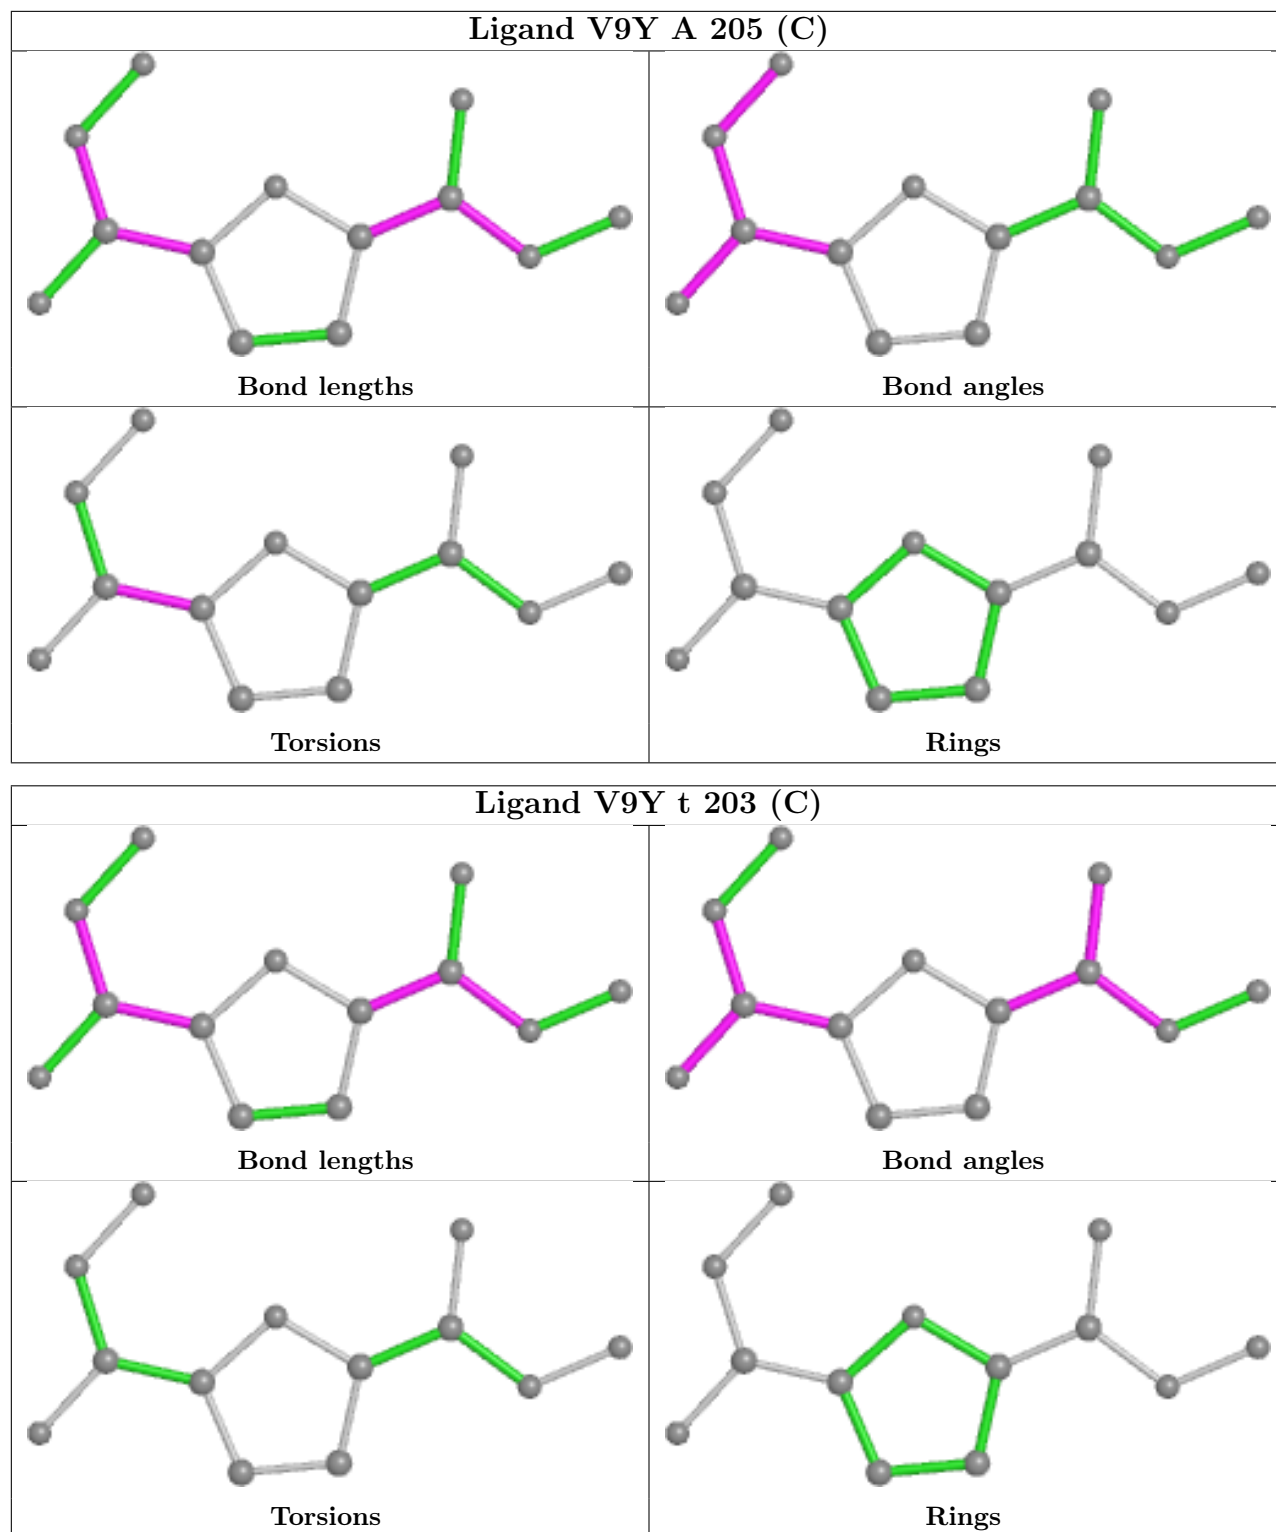 Ligand V9Y A 205 (C)
Bond lengths
Bond angles
Torsions
Rings
Ligand V9Y t 203 (C)
Bond lengths
Bond angles
Torsions
Rings